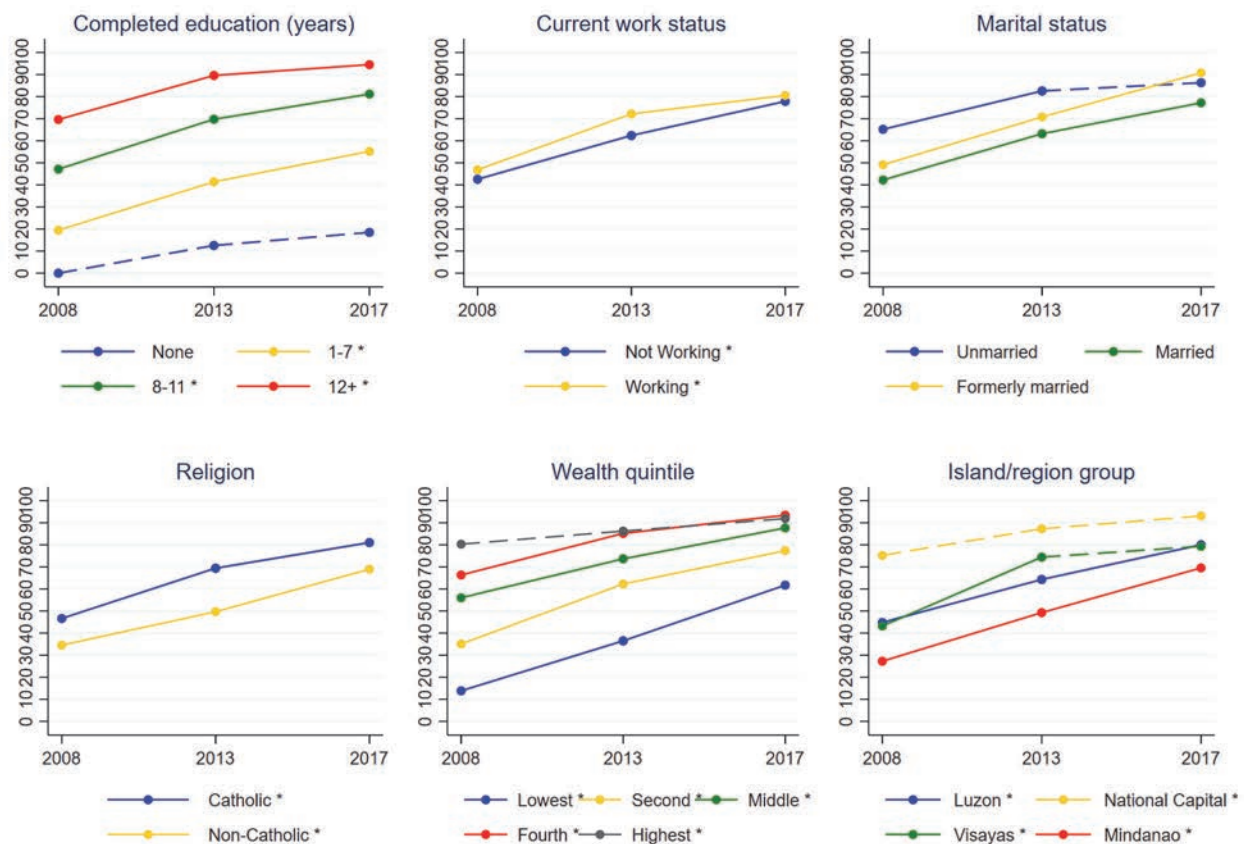 Completed education (years)
Current work status
Marital status
0 10 20 30 40 50 60 70 80 90 100
2008 2013 2017
None 1-7 *
8-11 * 12+ *
0 10 20 30 40 50 60 70 80 90 100
2008 2013 2017
Not Working *
Working *
0 10 20 30 40 50 60 70 80 90 100
2008 2013 2017
Unmarried Married
Formerly married
Religion
Wealth quintile
Island/region group
0 10 20 30 40 50 60 70 80 90 100
2008 2013 2017
Catholic *
Non-Catholic *
0 10 20 30 40 50 60 70 80 90 100
2008 2013 2017
Lowest * Second * Middle *
Fourth * Highest *
0 10 20 30 40 50 60 70 80 90 100
2008 2013 2017
Luzon * National Capital *
Visayas * Mindanao *